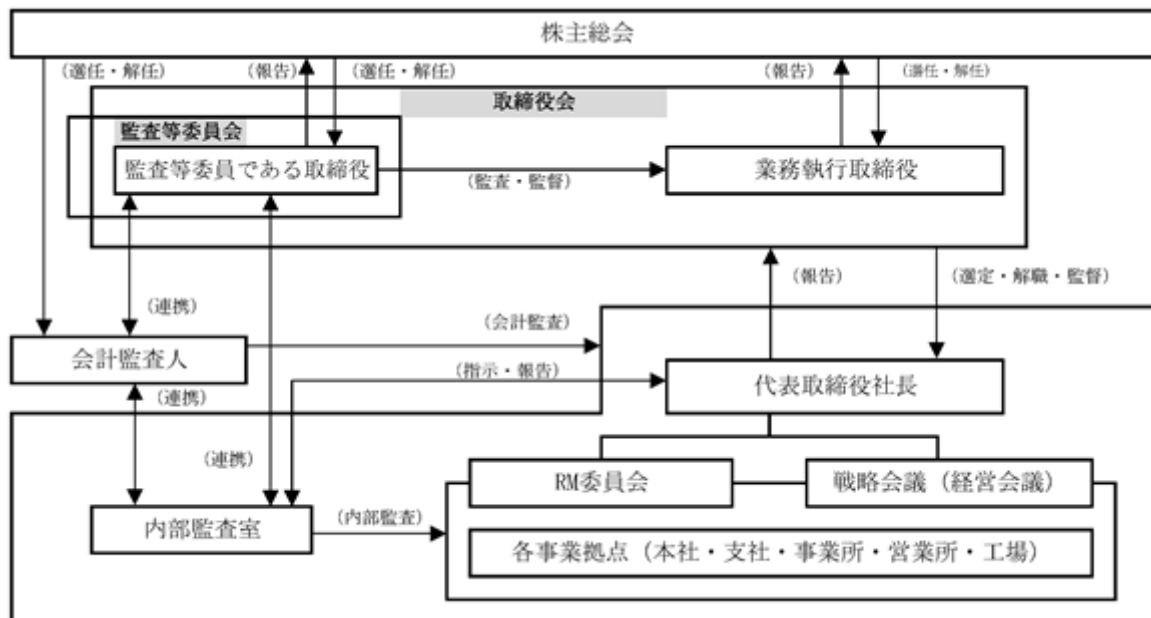 株主総会
(選任・解任)
(報告)
(選任・解任)
(報告)
(選任・解任)
取締役会
監査等委員会
監査等委員である取締役
(監査・監督)
業務執行取締役
(連携)
(報告)
(選定・解職・監督)
(会計監査)
会計監査人
(指示・報告)
代表取締役社長
(連携)
(連携)
RM委員会
戦略会議(経営会議)
内部監査室
(内部監査)
各事業拠点(本社・支社・事業所・営業所・工場)